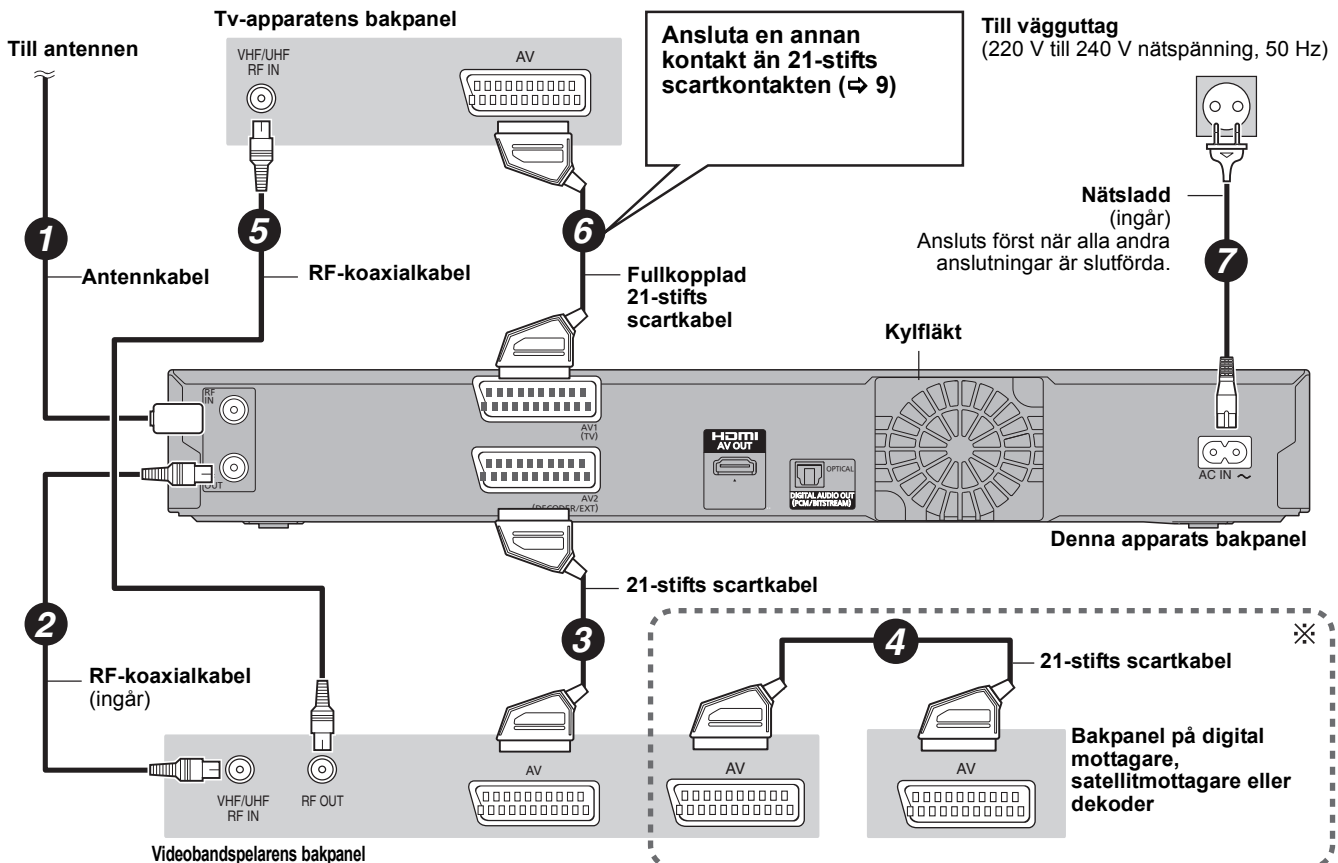 Tv-apparatens bakpanel
Till antennen
VHF/UHF
RF IN
AV
Ansluta en annan
kontakt än 21-stifts
scartkontakten (⇨ 9)
Till vägguttag
(220 V till 240 V nätspänning, 50 Hz)
1
Antennkabel
5
RF-koaxialkabel
6
Fullkopplad
21-stifts
scartkabel
Nätsladd
(ingår)
Ansluts först när alla andra
anslutningar är slutförda.
7
Kylfläkt
RF
IN
OUT
AV1
(TV)
AV2
(DECODER/EXT)
HDMI
AV OUT
OPTICAL
DIGITAL AUDIO OUT
(PCM/BITSTREAM)
AC IN ~
Denna apparats bakpanel
2
RF-koaxialkabel
(ingår)
3
21-stifts scartkabel
※
4
21-stifts scartkabel
VHF/UHF
RF IN
RF OUT
AV
AV
AV
Bakpanel på digital
mottagare,
satellitmottagare eller
dekoder
Videobandspelarens bakpanel